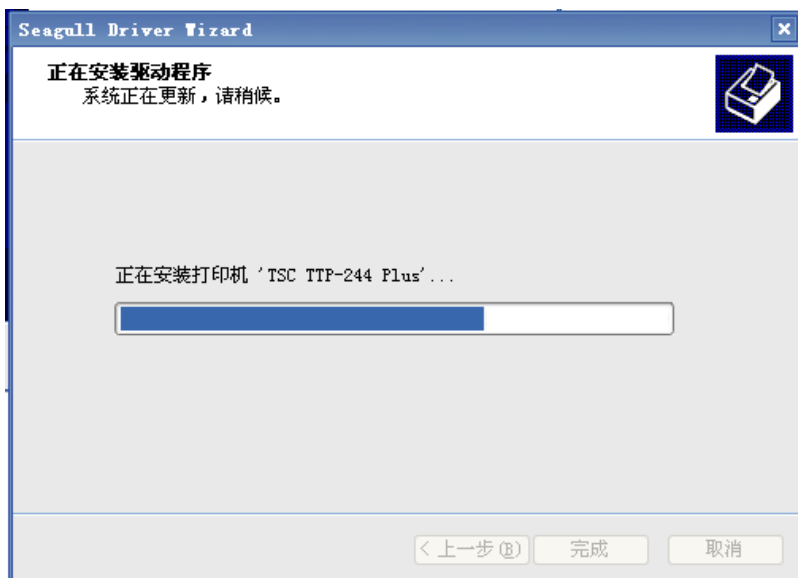 Seagull Driver Wizard
正在安装驱动程序
系统正在更新，请稍候。
正在安装打印机 'TSC TTP-244 Plus'...
< 上一步(B)
完成
取消